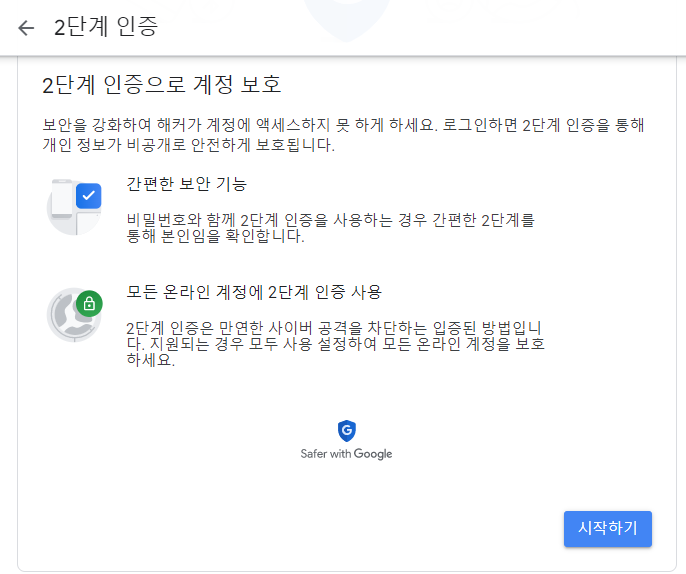 2단계 인증
2단계 인증으로 계정 보호
보안을 강화하여 해커가 계정에 액세스하지 못 하게 하세요. 로그인하면 2단계 인증을 통해
개인 정보가 비공개로 안전하게 보호됩니다.
간편한 보안 기능
비밀번호와 함께 2단계 인증을 사용하는 경우 간편한 2단계를
통해 본인임을 확인합니다.
모든 온라인 계정에 2단계 인증 사용
2단계 인증은 만연한 사이버 공격을 차단하는 입증된 방법입니
다. 지원되는 경우 모두 사용 설정하여 모든 온라인 계정을 보호
하세요.
G
Safer with Google
시작하기